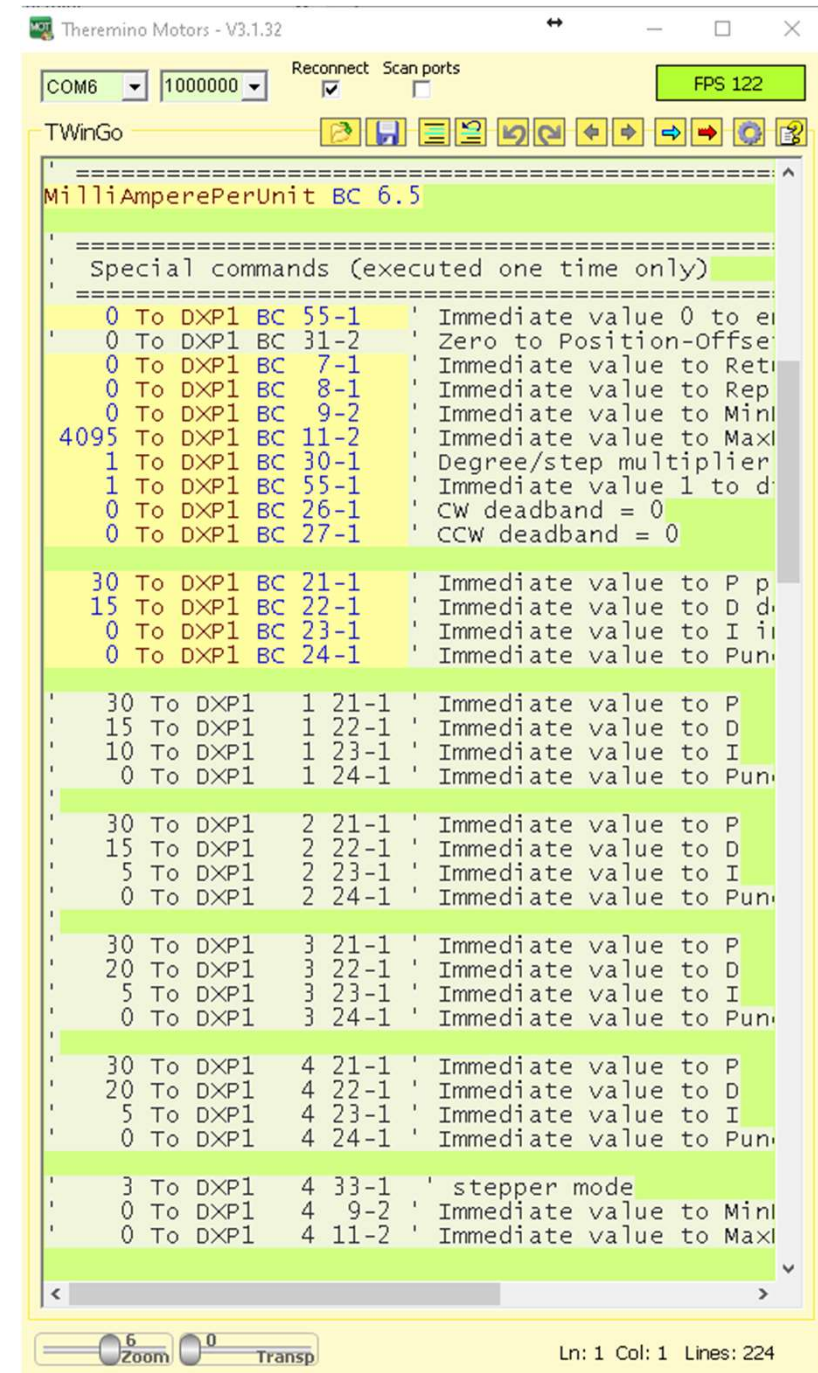 Theremino Motors - V3.1.32
COM6 1000000 Reconnect Scan ports FPS 122
TWinGo
' ==============================================
MilliAmperePerUnit BC 6.5
' ==============================================
' Special commands (executed one time only)
' ==============================================
0 To DXP1 BC 55-1 ' Immediate value 0 to
' 0 To DXP1 BC 31-2 ' Zero to Position-Offse
0 To DXP1 BC 7-1 ' Immediate value to Ret
0 To DXP1 BC 8-1 ' Immediate value to Rep
0 To DXP1 BC 9-2 ' Immediate value to Min
4095 To DXP1 BC 11-2 ' Immediate value to Max
1 To DXP1 BC 30-1 ' Degree/step multiplier
1 To DXP1 BC 55-1 ' Immediate value 1 to d
0 To DXP1 BC 26-1 ' CW deadband = 0
0 To DXP1 BC 27-1 ' CCW deadband = 0
30 To DXP1 BC 21-1 ' Immediate value to P p
15 To DXP1 BC 22-1 ' Immediate value to D d
0 To DXP1 BC 23-1 ' Immediate value to I i
0 To DXP1 BC 24-1 ' Immediate value to Pun
' 30 To DXP1 1 21-1 ' Immediate value to P
' 15 To DXP1 1 22-1 ' Immediate value to D
' 10 To DXP1 1 23-1 ' Immediate value to I
' 0 To DXP1 1 24-1 ' Immediate value to Pun
'
' 30 To DXP1 2 21-1 ' Immediate value to P
' 15 To DXP1 2 22-1 ' Immediate value to D
' 5 To DXP1 2 23-1 ' Immediate value to I
' 0 To DXP1 2 24-1 ' Immediate value to Pun
'
' 30 To DXP1 3 21-1 ' Immediate value to P
' 20 To DXP1 3 22-1 ' Immediate value to D
' 5 To DXP1 3 23-1 ' Immediate value to I
' 0 To DXP1 3 24-1 ' Immediate value to Pun
'
' 30 To DXP1 4 21-1 ' Immediate value to P
' 20 To DXP1 4 22-1 ' Immediate value to D
' 5 To DXP1 4 23-1 ' Immediate value to I
' 0 To DXP1 4 24-1 ' Immediate value to Pun
' 3 To DXP1 4 33-1 ' stepper mode
' 0 To DXP1 4 9-2 ' Immediate value to Min
' 0 To DXP1 4 11-2 ' Immediate value to Max
6 Zoom 0 Transp Ln: 1 Col: 1 Lines: 224